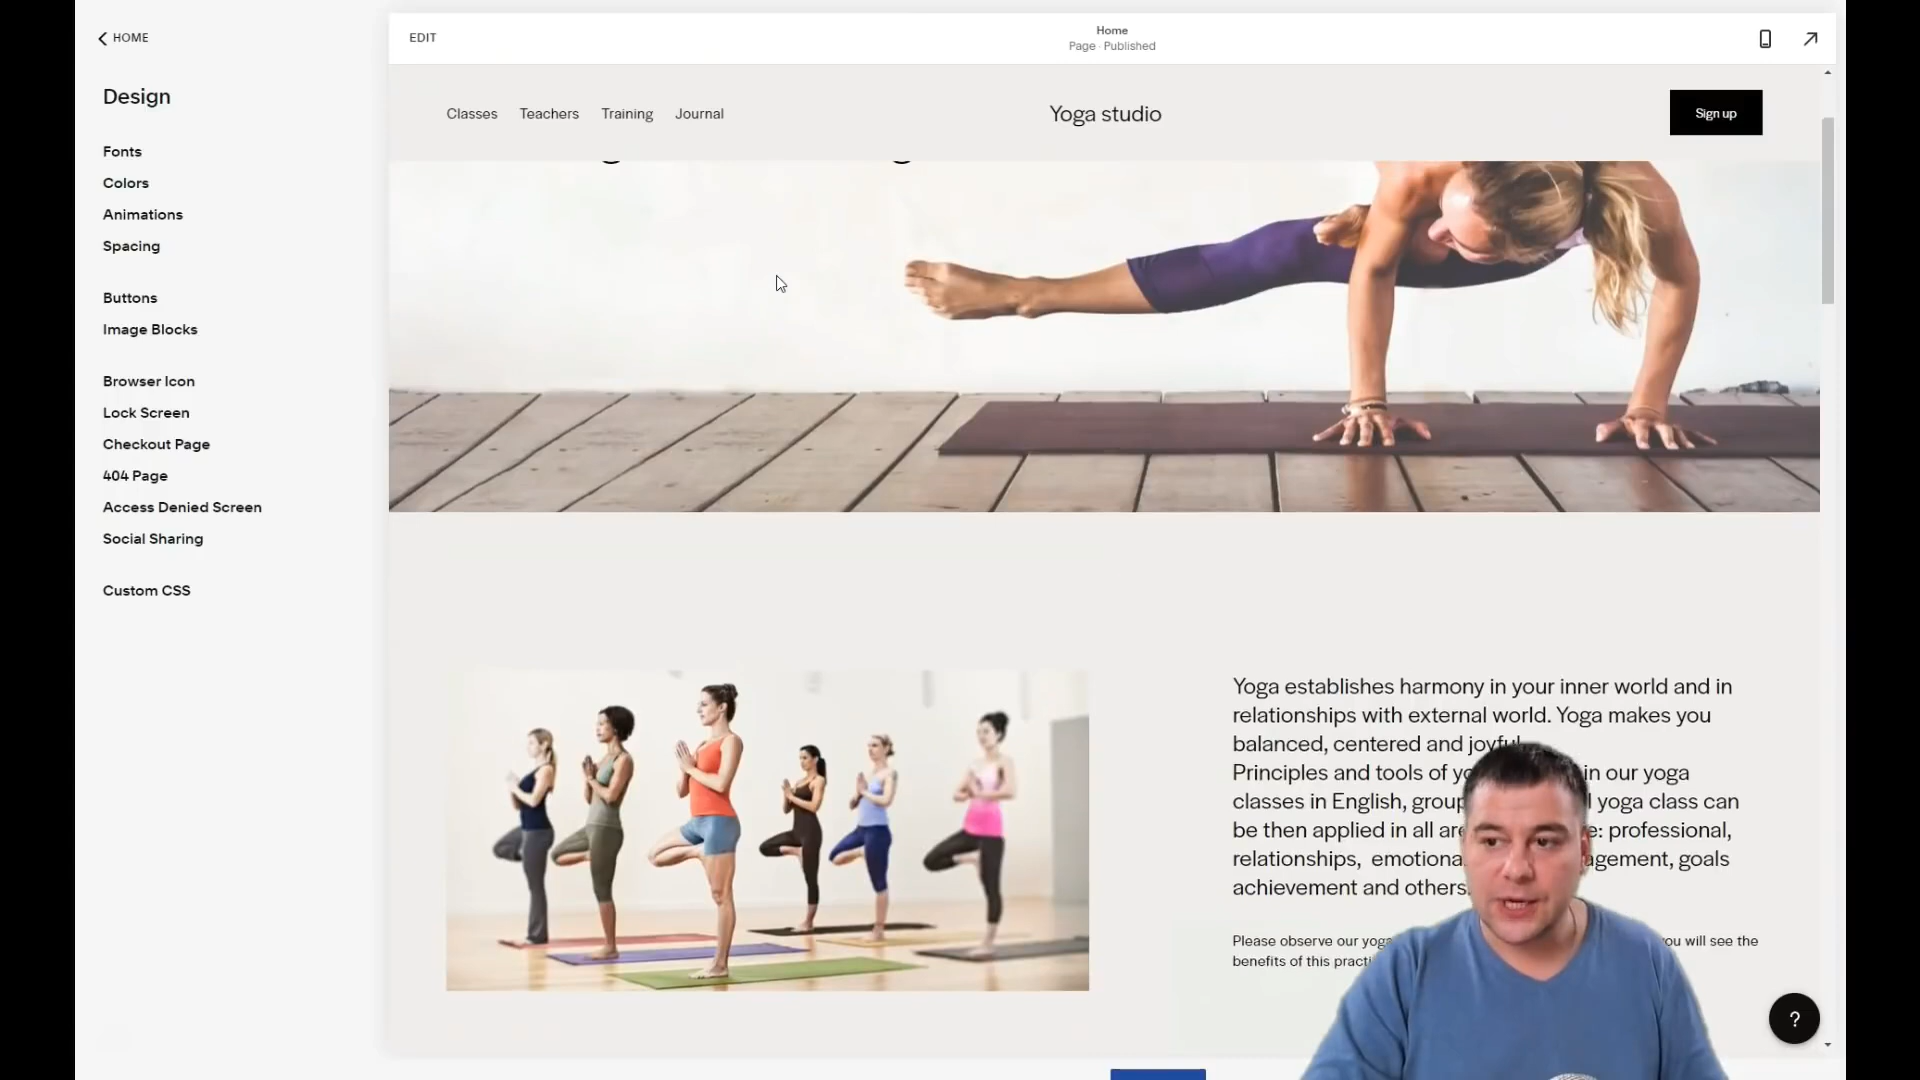 HOME
Design
Fonts
Colors
Animations
Spacing
Buttons
Image Blocks
Browser Icon
Lock Screen
Checkout Page
404 Page
Access Denied Screen
Social Sharing
Custom CSS
EDIT
Home
Page · Published
Classes Teachers Training Journal
Yoga studio
Sign up
Yoga establishes harmony in your inner world and in
relationships with external world. Yoga makes you
balanced, centered and joyful.
Principles and tools of in our yoga
classes in English, group yoga class can
be then applied in all professional,
relationships, goals
achievement and others.
Please observe our yoga you will see the
benefits of this
?